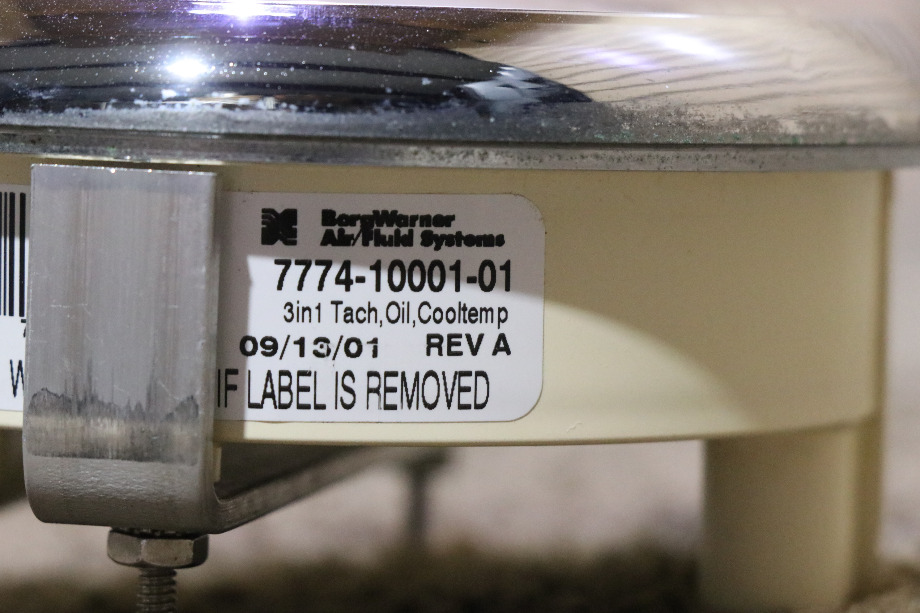 BorgWarner
Air/Fluid Systems
7774-10001-01
3in1 Tach,Oil,Cooltemp
09/13/01 REV A
IF LABEL IS REMOVED